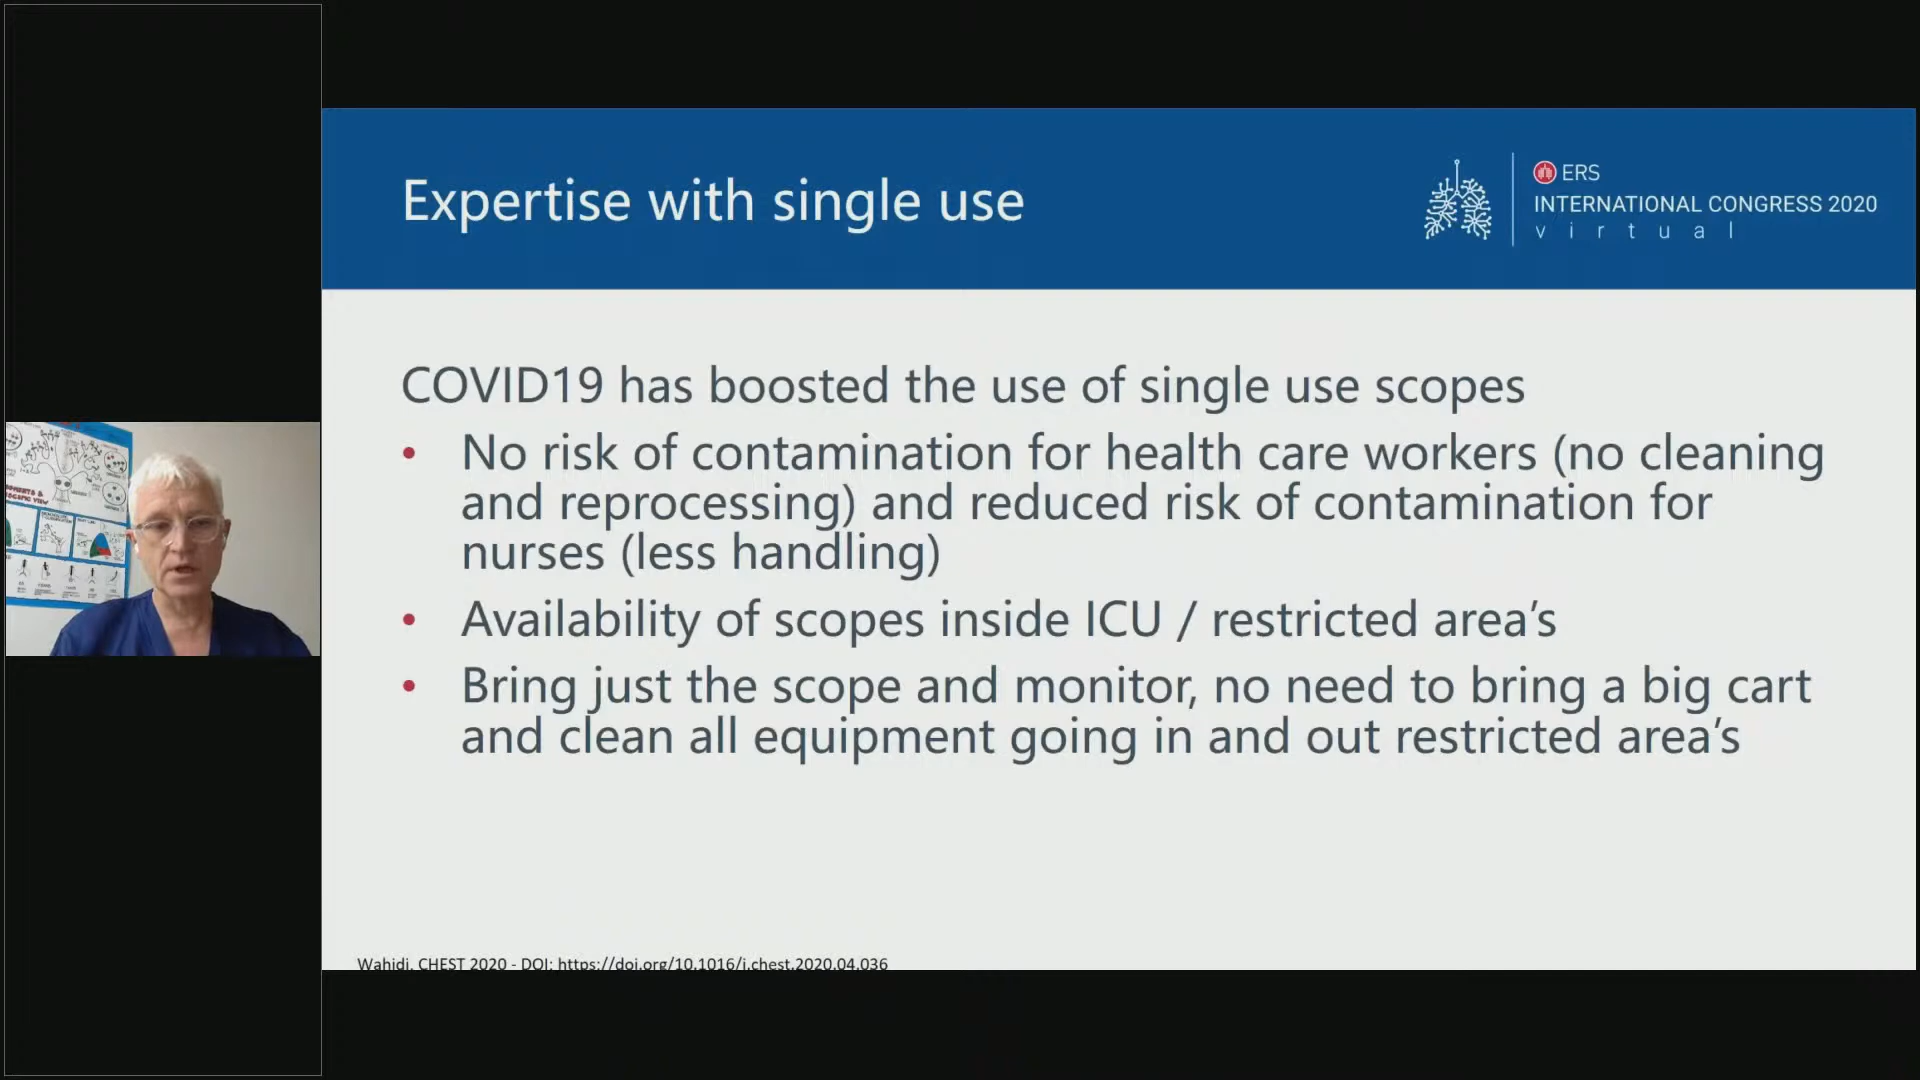 Expertise with single use
ERS
INTERNATIONAL CONGRESS 2020
virtual
COVID19 has boosted the use of single use scopes
• No risk of contamination for health care workers (no cleaning
and reprocessing) and reduced risk of contamination for
nurses (less handling)
• Availability of scopes inside ICU / restricted area’s
• Bring just the scope and monitor, no need to bring a big cart
and clean all equipment going in and out restricted area’s
Wahidi, CHEST 2020 - DOI: https://doi.org/10.1016/j.chest.2020.04.036